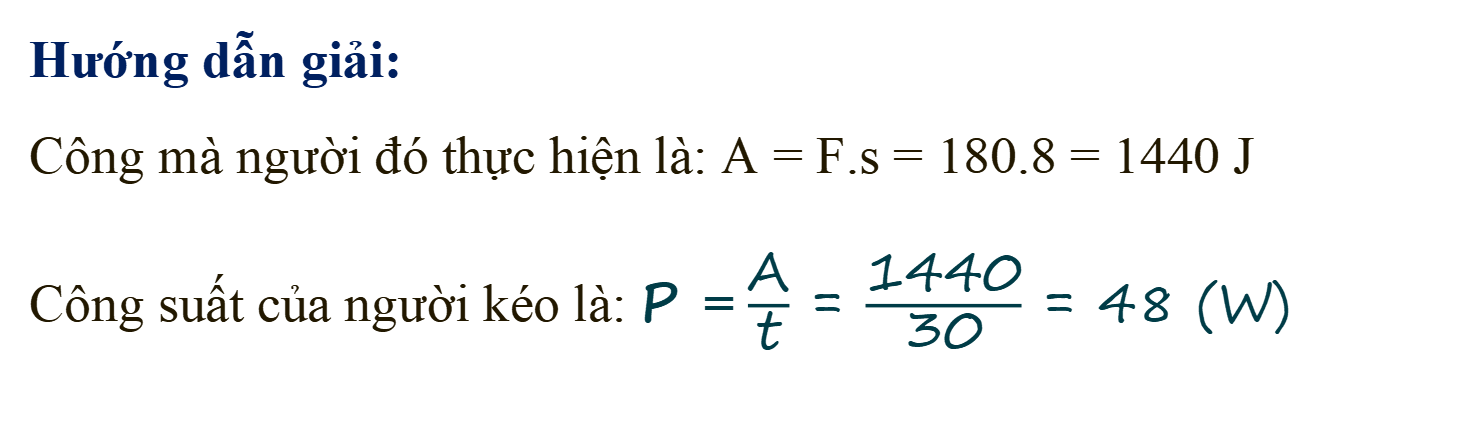 Hướng dẫn giải:
Công mà người đó thực hiện là: A = F.s = 180.8 = 1440 J
Công suất của người kéo là: P = A/t = 1440/30 = 48 (W)